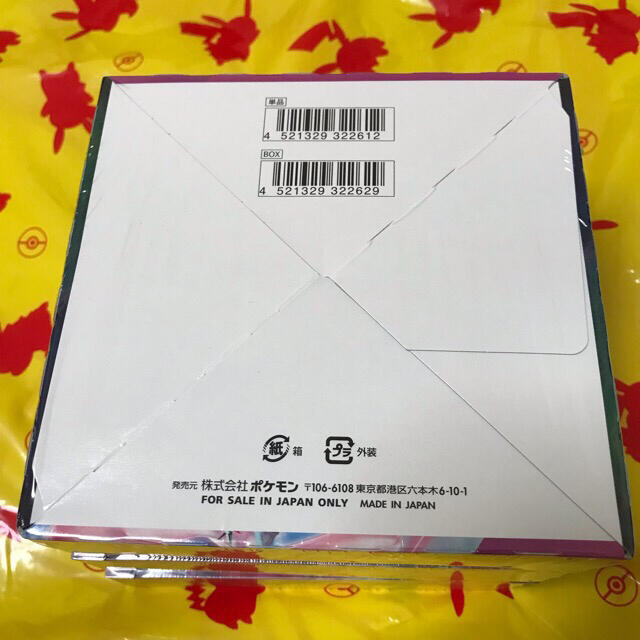 単品
4 521329 322612
BOX
4 521329 322629
紙 箱
プラ 外装
発売元 株式会社 ポケモン 〒106-6108 東京都港区六本木6-10-1
FOR SALE IN JAPAN ONLY MADE IN JAPAN